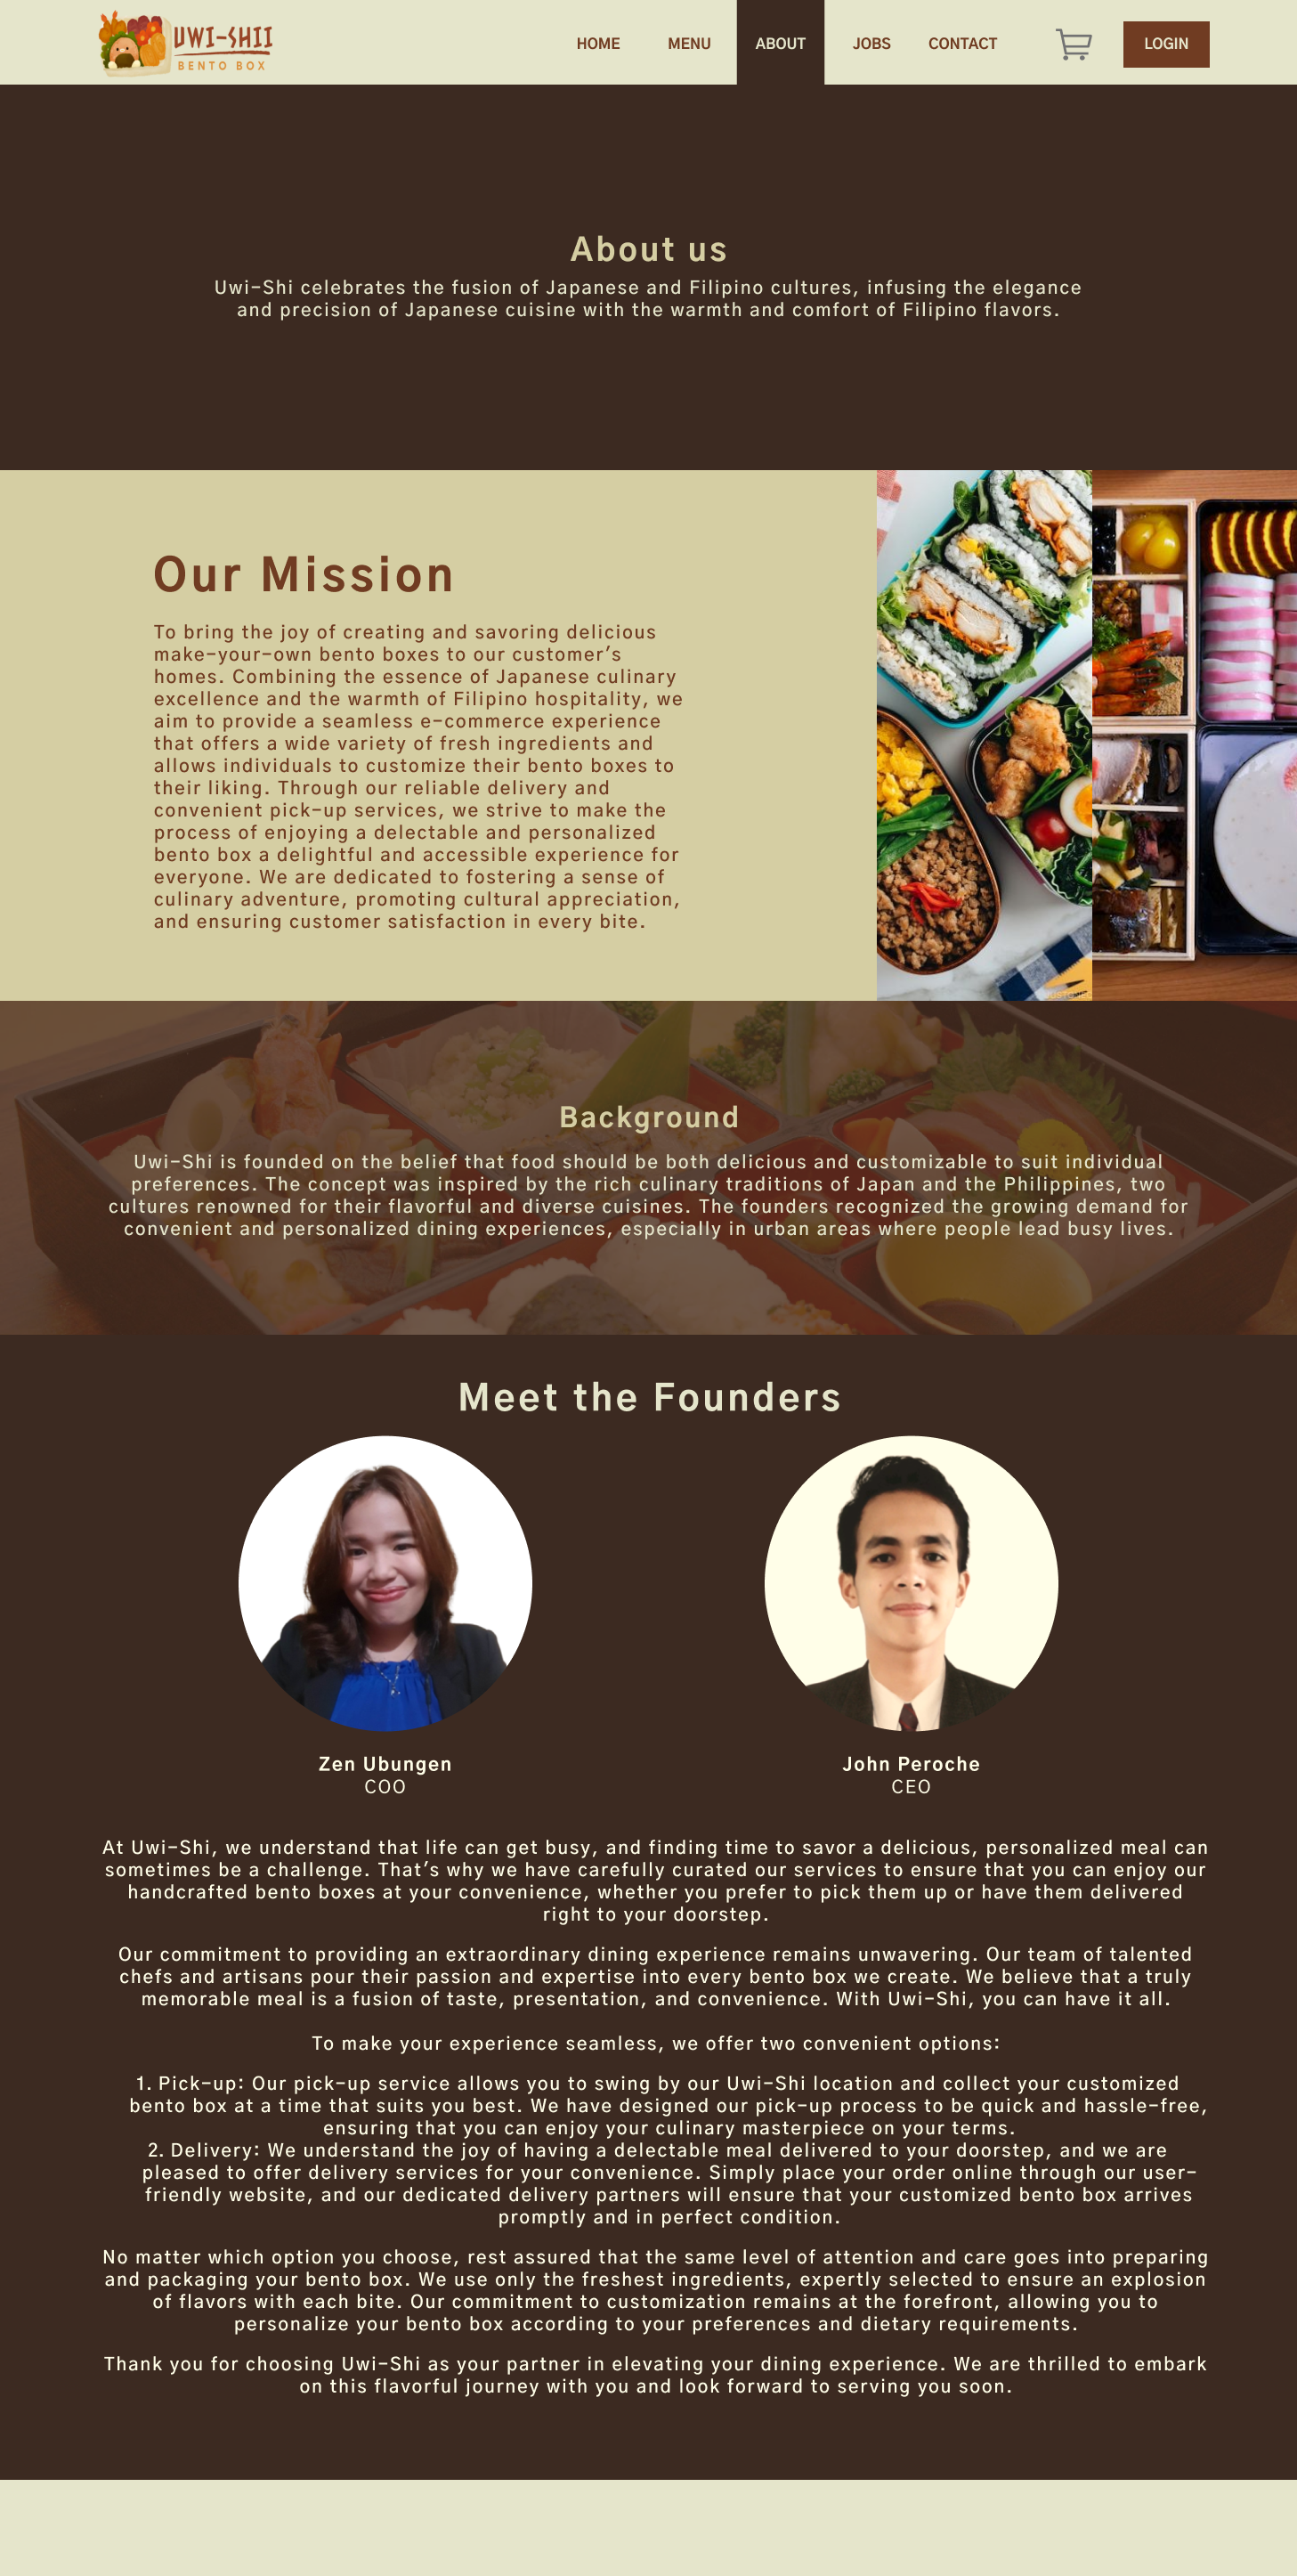 UWI-SHII
BENTO BOX
HOME
MENU
ABOUT
JOBS
CONTACT
LOGIN
About us
Uwi-Shi celebrates the fusion of Japanese and Filipino cultures, infusing the elegance
and precision of Japanese cuisine with the warmth and comfort of Filipino flavors.
Our Mission
To bring the joy of creating and savoring delicious
make-your-own bento boxes to our customer's
homes. Combining the essence of Japanese culinary
excellence and the warmth of Filipino hospitality, we
aim to provide a seamless e-commerce experience
that offers a wide variety of fresh ingredients and
allows individuals to customize their bento boxes to
their liking. Through our reliable delivery and
convenient pick-up services, we strive to make the
process of enjoying a delectable and personalized
bento box a delightful and accessible experience for
everyone. We are dedicated to fostering a sense of
culinary adventure, promoting cultural appreciation,
and ensuring customer satisfaction in every bite.
Background
Uwi-Shi is founded on the belief that food should be both delicious and customizable to suit individual
preferences. The concept was inspired by the rich culinary traditions of Japan and the Philippines, two
cultures renowned for their flavorful and diverse cuisines. The founders recognized the growing demand for
convenient and personalized dining experiences, especially in urban areas where people lead busy lives.
Meet the Founders
Zen Ubungen
COO
John Peroche
CEO
At Uwi-Shi, we understand that life can get busy, and finding time to savor a delicious, personalized meal can
sometimes be a challenge. That's why we have carefully curated our services to ensure that you can enjoy our
handcrafted bento boxes at your convenience, whether you prefer to pick them up or have them delivered
right to your doorstep.
Our commitment to providing an extraordinary dining experience remains unwavering. Our team of talented
chefs and artisans pour their passion and expertise into every bento box we create. We believe that a truly
memorable meal is a fusion of taste, presentation, and convenience. With Uwi-Shi, you can have it all.
To make your experience seamless, we offer two convenient options:
1. Pick-up: Our pick-up service allows you to swing by our Uwi-Shi location and collect your customized
bento box at a time that suits you best. We have designed our pick-up process to be quick and hassle-free,
ensuring that you can enjoy your culinary masterpiece on your terms.
2. Delivery: We understand the joy of having a delectable meal delivered to your doorstep, and we are
pleased to offer delivery services for your convenience. Simply place your order online through our user-
friendly website, and our dedicated delivery partners will ensure that your customized bento box arrives
promptly and in perfect condition.
No matter which option you choose, rest assured that the same level of attention and care goes into preparing
and packaging your bento box. We use only the freshest ingredients, expertly selected to ensure an explosion
of flavors with each bite. Our commitment to customization remains at the forefront, allowing you to
personalize your bento box according to your preferences and dietary requirements.
Thank you for choosing Uwi-Shi as your partner in elevating your dining experience. We are thrilled to embark
on this flavorful journey with you and look forward to serving you soon.